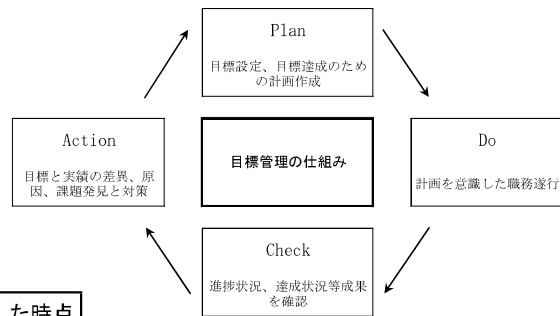 Plan
目標設定、目標達成のため
の計画作成
Action
目標と実績の差異、原
因、課題発見と対策
目標管理の仕組み
Do
計画を意識した職務遂行
Check
進捗状況、達成状況等成果
を確認
た時点